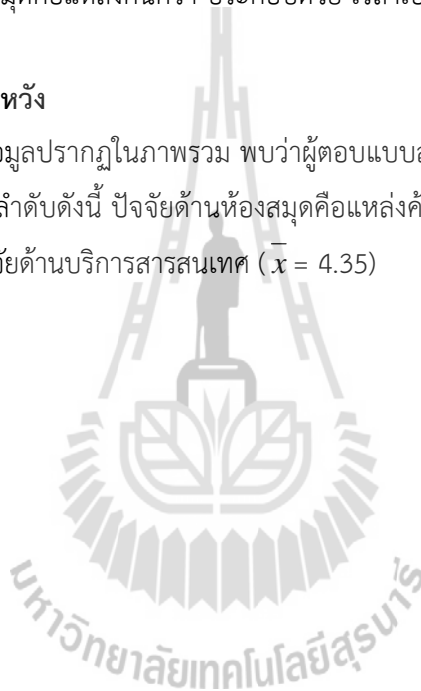 หวัง
อมูลปรากฏในภาพรวม พบว่าผู้ตอบแบบส
ลำดับดังนี้ ปัจจัยด้านห้องสมุดคือแหล่งค้
จัยด้านบริการสารสนเทศ ( x̄ = 4.35)
มหาวิทยาลัยเทคโนโลยีสุรนารี